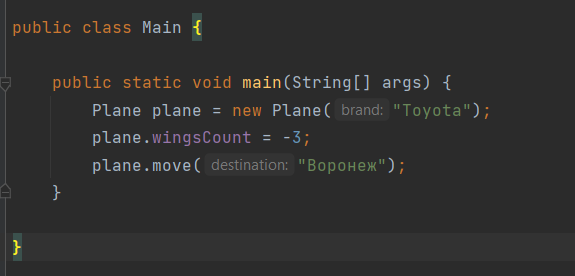 public class Main {
public static void main(String[] args) {
Plane plane = new Plane( brand: "Toyota");
plane.wingsCount = -3;
plane.move( destination: "Воронеж");
}
}